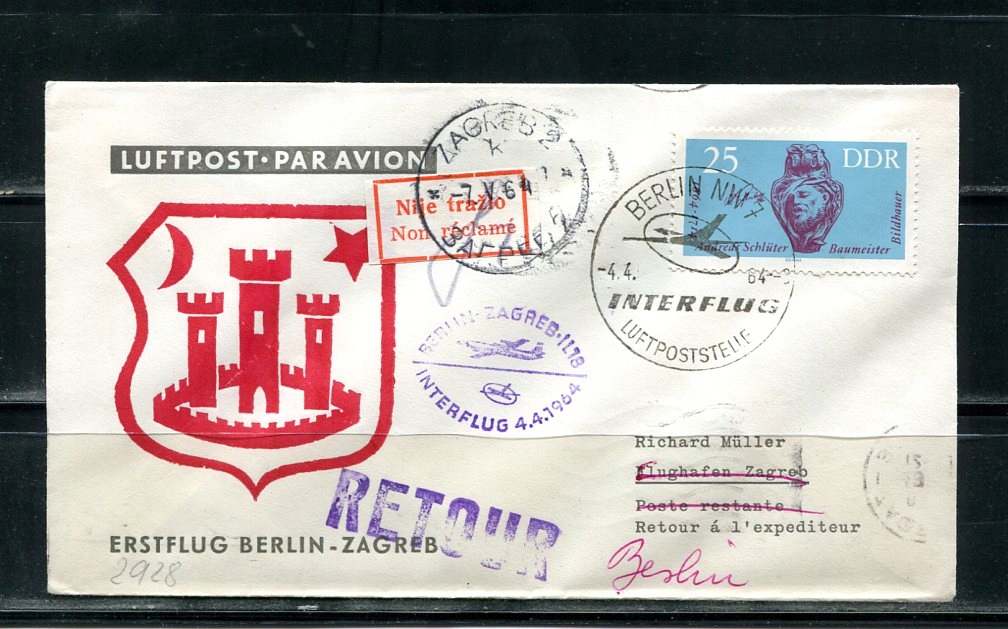 LUFTPOST·PAR AVION
ZAGREB 2
k
* -7.V.64 *
ЗАГРЕБ
Nije tražio
Non réclamé
25 DDR
Andreas Schlüter Baumeister Bildhauer
BERLIN NW 7
-4.4. 64-
INTERFLUG
LUFTPOSTSTELLE
BERLIN-ZAGREB·IL18
INTERFLUG 4.4.1964
Richard Müller
Flughafen Zagreb
Poste restante
Retour á l'expediteur
Berlin
RETOUR
ERSTFLUG BERLIN-ZAGREB
2928